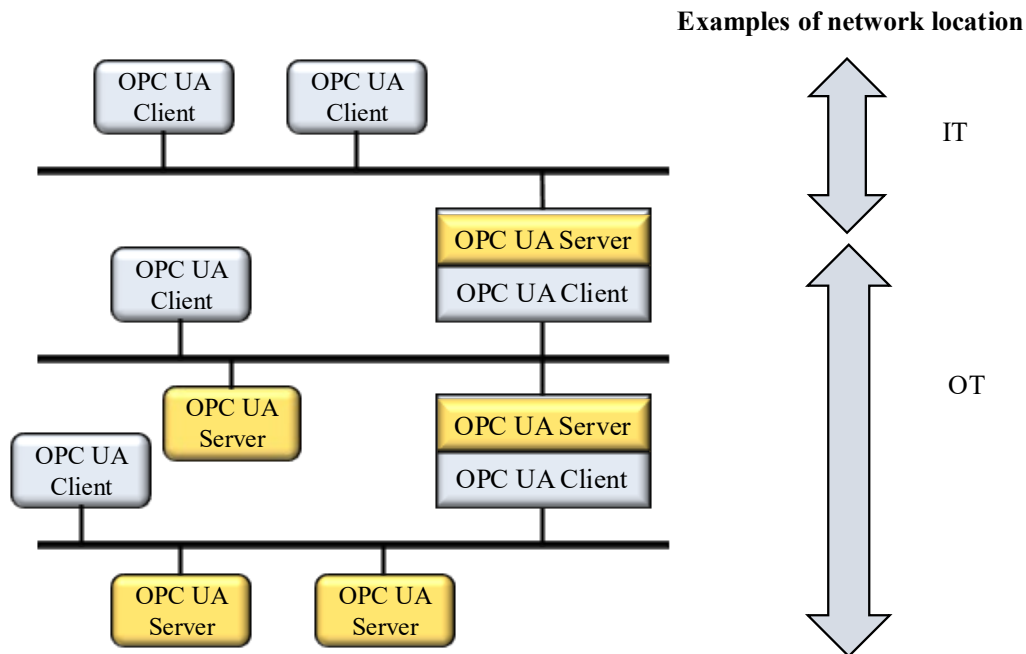 Examples of network location
OPC UA
Client
OPC UA
Client
IT
OPC UA Server
OPC UA Client
OPC UA
Client
OT
OPC UA
Server
OPC UA Server
OPC UA Client
OPC UA
Client
OPC UA
Server
OPC UA
Server